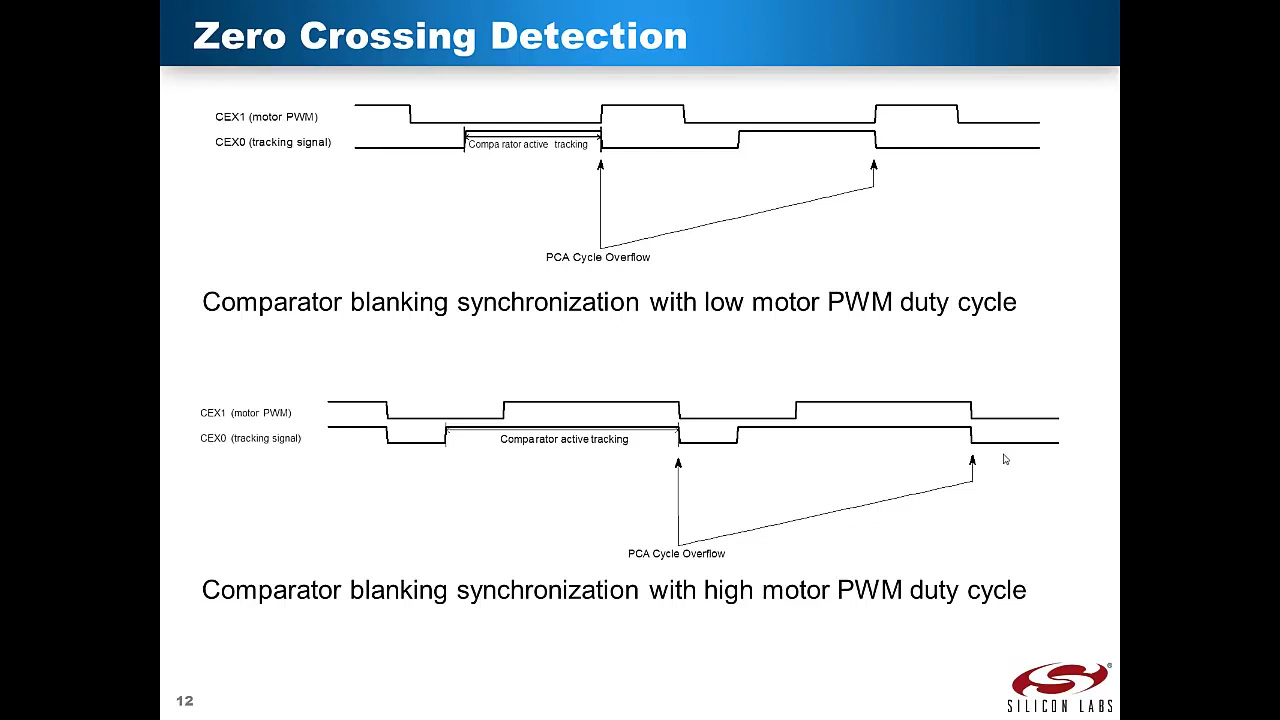 Zero Crossing Detection
CEX1 (motor PWM)
CEX0 (tracking signal)
Comparator active tracking
PCA Cycle Overflow
Comparator blanking synchronization with low motor PWM duty cycle
CEX1 (motor PWM)
CEX0 (tracking signal)
Comparator active tracking
PCA Cycle Overflow
Comparator blanking synchronization with high motor PWM duty cycle
12
SILICON LABS